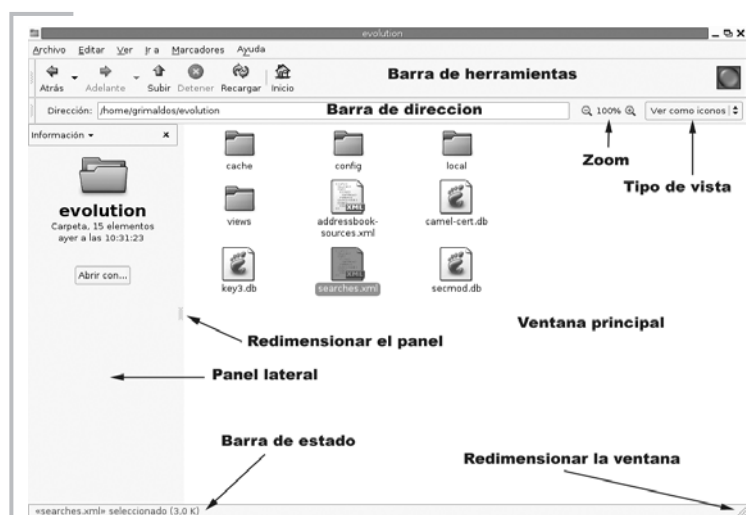 evolution
Archivo Editar Ver Ir a Marcadores Ayuda
Atrás Adelante Subir Detener Recargar Inicio
Barra de herramientas
Dirección: /home/grimaldos/evolution
Barra de direccion
100%
Ver como iconos
Información
Zoom
Tipo de vista
cache config local
evolution
Carpeta, 15 elementos
ayer a las 10:31:23
Abrir con...
views addressbook-sources.xml camel-cert.db
key3.db searches.xml secmod.db
XML
XML
Ventana principal
Redimensionar el panel
Panel lateral
Barra de estado
Redimensionar la ventana
«searches.xml» seleccionado (3,0 K)